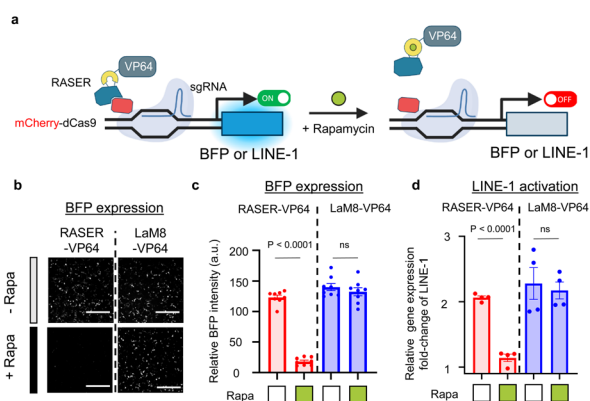 a
VP64
RASER
sgRNA
ON
mCherry-dCas9
BFP or LINE-1
+ Rapamycin
VP64
OFF
BFP or LINE-1
b
BFP expression
RASER
-VP64
LaM8
-VP64
- Rapa
+ Rapa
c
BFP expression
RASER-VP64
LaM8-VP64
P < 0.0001
ns
Relative BFP intensity (a.u.)
200
150
100
50
0
Rapa
d
LINE-1 activation
RASER-VP64
LaM8-VP64
P < 0.0001
ns
Relative gene expression
fold-change of LINE-1
3
2
1
Rapa